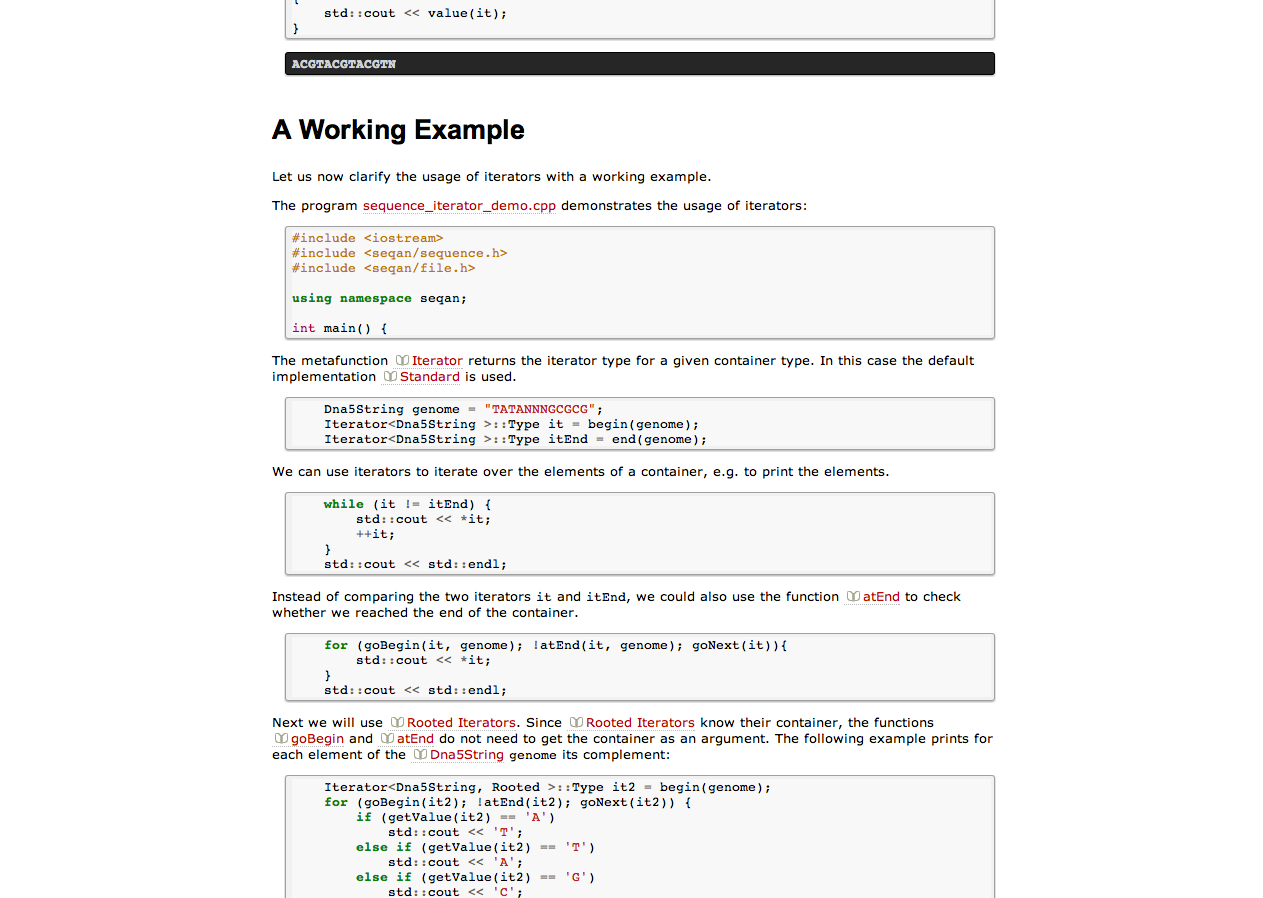 {
    std::cout << value(it);
}
ACGTACGTACGTN
A Working Example
Let us now clarify the usage of iterators with a working example.
The program sequence_iterator_demo.cpp demonstrates the usage of iterators:
#include <iostream>
#include <seqan/sequence.h>
#include <seqan/file.h>
using namespace seqan;
int main() {
The metafunction Iterator returns the iterator type for a given container type. In this case the default
implementation Standard is used.
    Dna5String genome = "TATANNNGCGCG";
    Iterator<Dna5String >::Type it = begin(genome);
    Iterator<Dna5String >::Type itEnd = end(genome);
We can use iterators to iterate over the elements of a container, e.g. to print the elements.
    while (it != itEnd) {
        std::cout << *it;
        ++it;
    }
    std::cout << std::endl;
Instead of comparing the two iterators it and itEnd, we could also use the function atEnd to check
whether we reached the end of the container.
    for (goBegin(it, genome); !atEnd(it, genome); goNext(it)){
        std::cout << *it;
    }
    std::cout << std::endl;
Next we will use Rooted Iterators. Since Rooted Iterators know their container, the functions
goBegin and atEnd do not need to get the container as an argument. The following example prints for
each element of the Dna5String genome its complement:
    Iterator<Dna5String, Rooted >::Type it2 = begin(genome);
    for (goBegin(it2); !atEnd(it2); goNext(it2)) {
        if (getValue(it2) == 'A')
            std::cout << 'T';
        else if (getValue(it2) == 'T')
            std::cout << 'A';
        else if (getValue(it2) == 'G')
            std::cout << 'C';